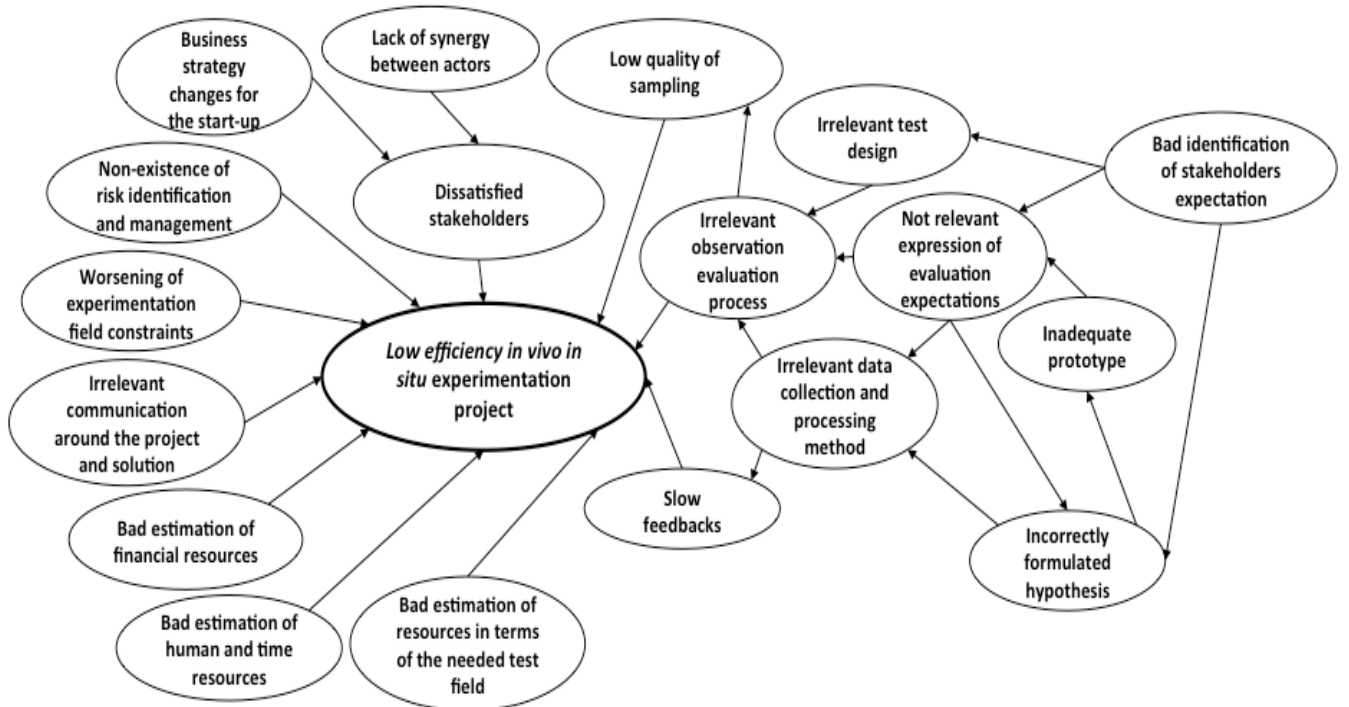 Business
strategy
changes for
the start-up
Lack of synergy
between actors
Low quality of
sampling
Irrelevant test
design
Bad identification
of stakeholders
expectation
Non-existence of
risk identification
and management
Dissatisfied
stakeholders
Irrelevant
observation
evaluation
process
Not relevant
expression of
evaluation
expectations
Worsening of
experimentation
field constraints
Low efficiency in vivo in
situ experimentation
project
Inadequate
prototype
Irrelevant
communication
around the project
and solution
Irrelevant data
collection and
processing
method
Slow
feedbacks
Bad estimation of
financial resources
Incorrectly
formulated
hypothesis
Bad estimation of
human and time
resources
Bad estimation of
resources in terms
of the needed test
field